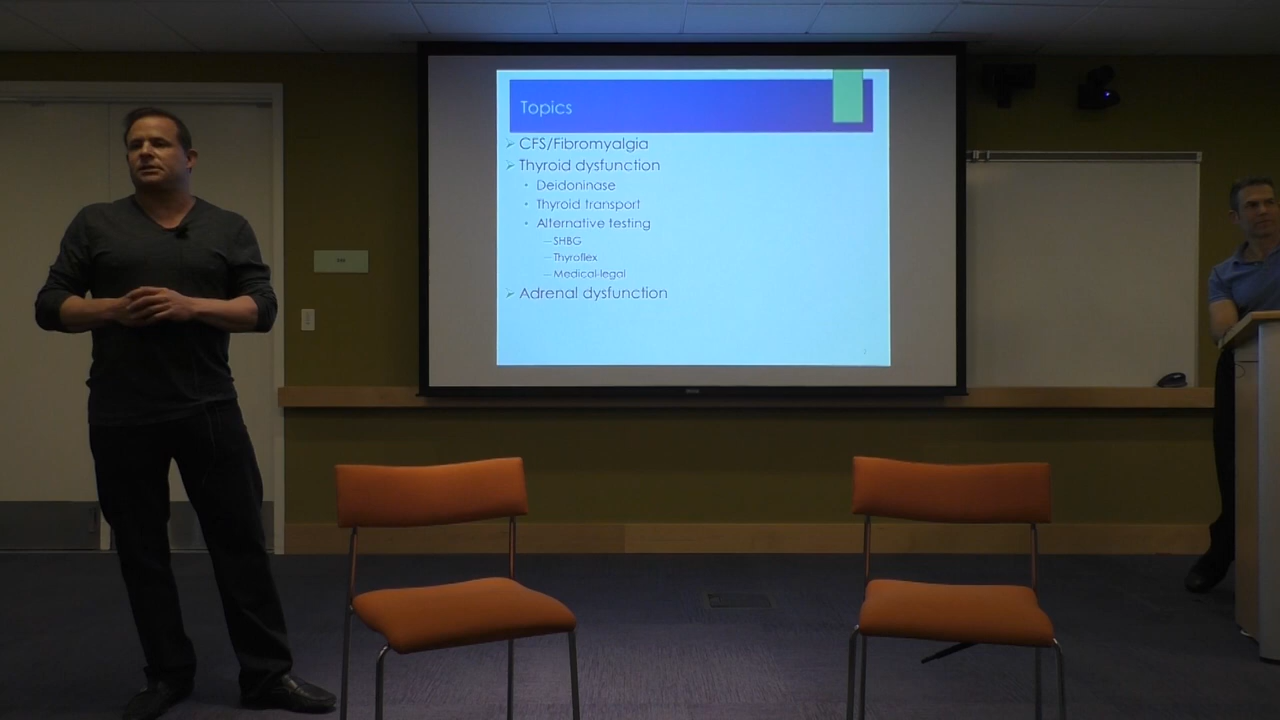 Topics
CFS/Fibromyalgia
Thyroid dysfunction
Deidoninase
Thyroid transport
Alternative testing
SHBG
Thyroflex
Medical-legal
Adrenal dysfunction